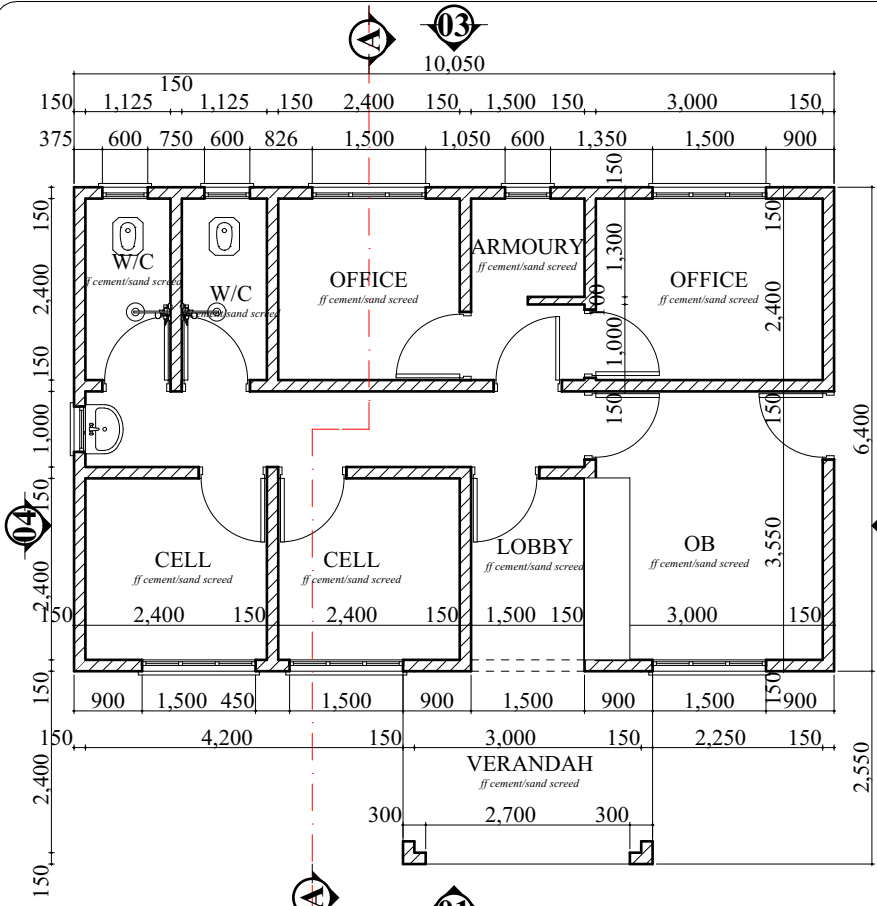 A
03
10,050
150
150 1,125 1,125 150 2,400 150 1,500 150 3,000 150
375 600 750 600 826 1,500 1,050 600 1,350 1,500 900
150
150 150
ARMOURY
ff cement/sand screed
1,300
W/C
ff cement/sand screed
OFFICE
ff cement/sand screed
OFFICE
ff cement/sand screed
2,400
2,400
W/C
cement/sand screed
1,000
150
150
150
1,000
6,400
150
04
CELL
ff cement/sand screed
CELL
ff cement/sand screed
LOBBY
ff cement/sand screed
OB
ff cement/sand screed
3,550
2,400
150 2,400 150 2,400 150 1,500 150 3,000 150
150
150
900 1,500 450 1,500 900 1,500 900 1,500 900
150 4,200 150 3,000 150 2,250 150
VERANDAH
ff cement/sand screed
2,400
2,550
300 2,700 300
150
A